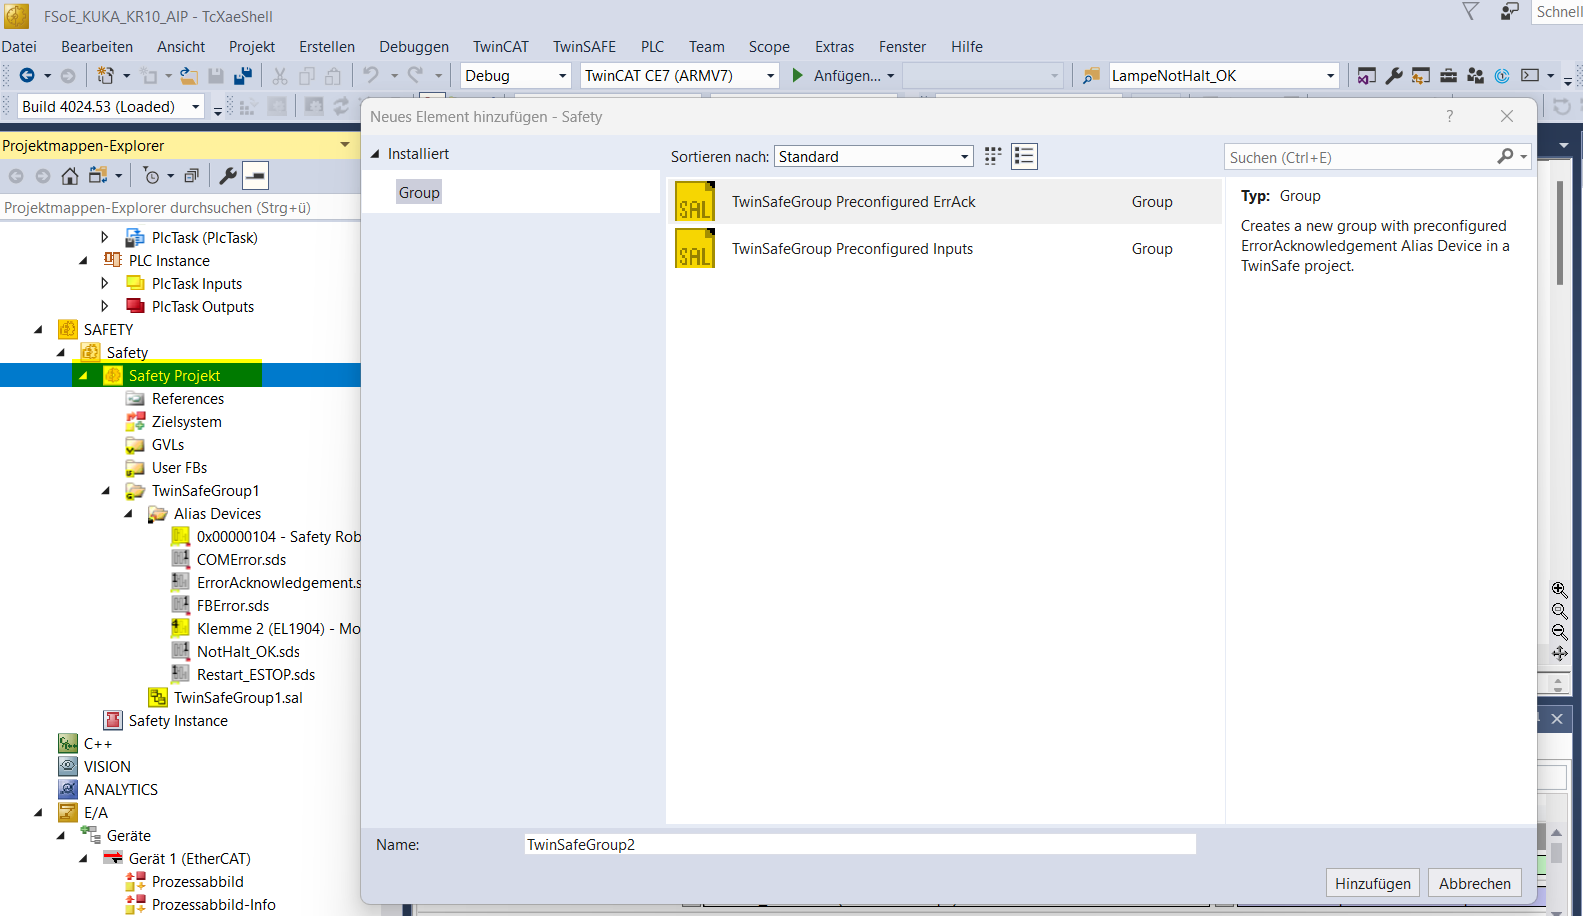 FSoE_KUKA_KR10_AIP - TcXaeShell
Schnell
Datei Bearbeiten Ansicht Projekt Erstellen Debuggen TwinCAT TwinSAFE PLC Team Scope Extras Fenster Hilfe
Debug TwinCAT CE7 (ARMV7) Anfügen... LampeNotHalt_OK
Build 4024.53 (Loaded)
Projektmappen-Explorer
Projektmappen-Explorer durchsuchen (Strg+ü)
PlcTask (PlcTask)
PLC Instance
PlcTask Inputs
PlcTask Outputs
SAFETY
Safety
Safety Projekt
References
Zielsystem
GVLs
User FBs
TwinSafeGroup1
Alias Devices
0x00000104 - Safety Rob
COMError.sds
ErrorAcknowledgement.s
FBError.sds
Klemme 2 (EL1904) - Mo
NotHalt_OK.sds
Restart_ESTOP.sds
TwinSafeGroup1.sal
Safety Instance
C++
VISION
ANALYTICS
E/A
Geräte
Gerät 1 (EtherCAT)
Prozessabbild
Prozessabbild-Info
Neues Element hinzufügen - Safety
?
Installiert
Group
Sortieren nach: Standard
Suchen (Ctrl+E)
SAL TwinSafeGroup Preconfigured ErrAck Group
SAL TwinSafeGroup Preconfigured Inputs Group
Typ: Group
Creates a new group with preconfigured
ErrorAcknowledgement Alias Device in a
TwinSafe project.
Name: TwinSafeGroup2
Hinzufügen Abbrechen